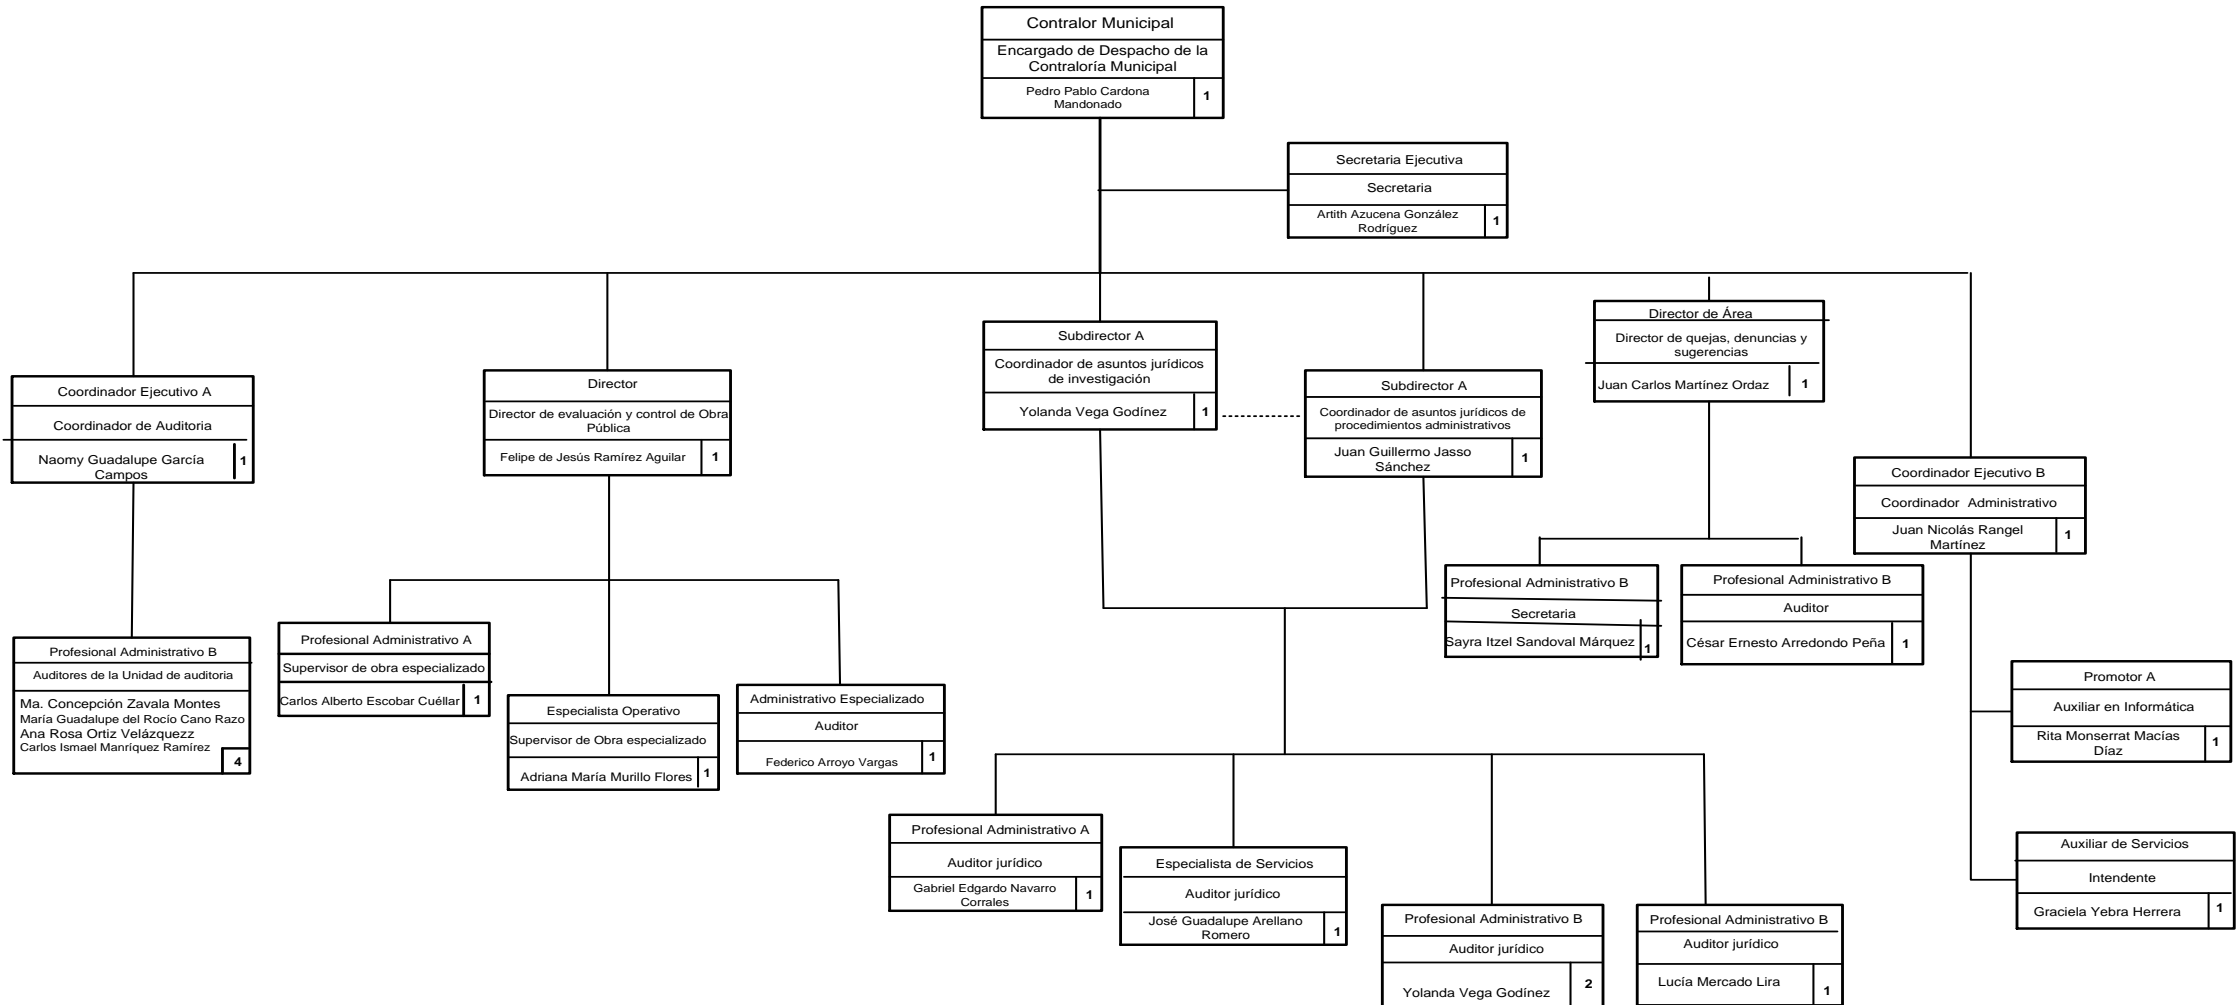 Contralor Municipal
Encargado de Despacho de la
Contraloría Municipal
Pedro Pablo Cardona
Mandonado
1
Secretaria Ejecutiva
Secretaria
Artith Azucena González
Rodríguez
1
Coordinador Ejecutivo A
Coordinador de Auditoria
Naomy Guadalupe García
Campos
1
Director
Director de evaluación y control de Obra
Pública
Felipe de Jesús Ramírez Aguilar
1
Subdirector A
Coordinador de asuntos jurídicos
de investigación
Yolanda Vega Godínez
1
Subdirector A
Coordinador de asuntos jurídicos de
procedimientos administrativos
Juan Guillermo Jasso
Sánchez
1
Director de Área
Director de quejas, denuncias y
sugerencias
Juan Carlos Martínez Ordaz
1
Coordinador Ejecutivo B
Coordinador  Administrativo
Juan Nicolás Rangel
Martínez
1
Profesional Administrativo B
Auditores de la Unidad de auditoria
Ma. Concepción Zavala Montes
María Guadalupe del Rocío Cano Razo
Ana Rosa Ortiz Velázquezz
Carlos Ismael Manríquez Ramírez
4
Profesional Administrativo A
Supervisor de obra especializado
Carlos Alberto Escobar Cuéllar
1
Especialista Operativo
Supervisor de Obra especializado
Adriana María Murillo Flores
1
Administrativo Especializado
Auditor
Federico Arroyo Vargas
1
Profesional Administrativo B
Secretaria
Sayra Itzel Sandoval Márquez
1
Profesional Administrativo B
Auditor
César Ernesto Arredondo Peña
1
Promotor A
Auxiliar en Informática
Rita Monserrat Macías
Díaz
1
Auxiliar de Servicios
Intendente
Graciela Yebra Herrera
1
Profesional Administrativo A
Auditor jurídico
Gabriel Edgardo Navarro
Corrales
1
Especialista de Servicios
Auditor jurídico
José Guadalupe Arellano
Romero
1
Profesional Administrativo B
Auditor jurídico
Yolanda Vega Godínez
2
Profesional Administrativo B
Auditor jurídico
Lucía Mercado Lira
1